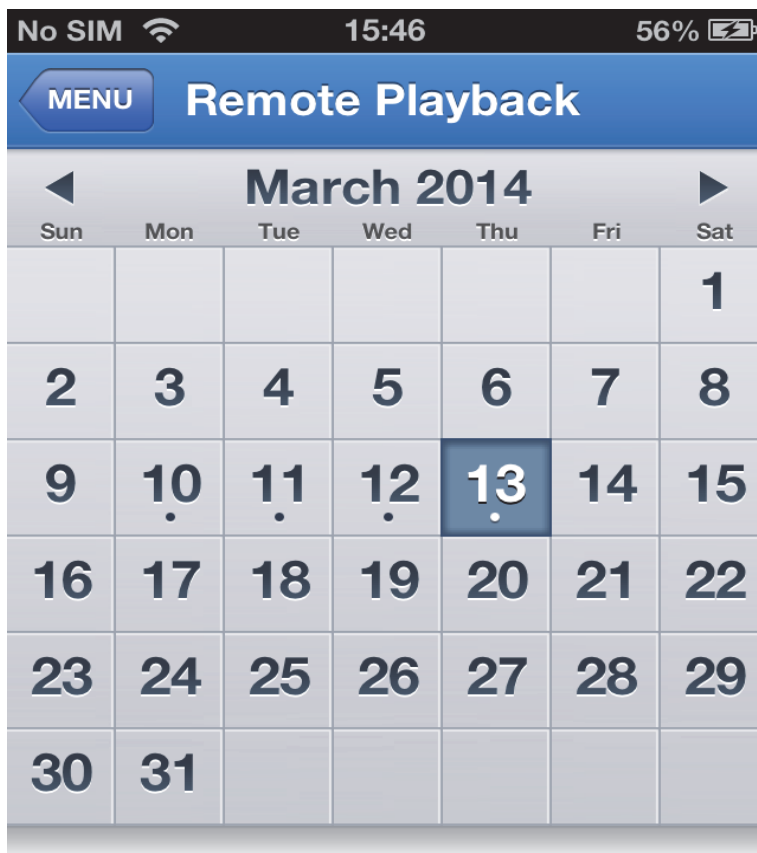 No SIM 15:46 56%
MENU Remote Playback
March 2014
Sun Mon Tue Wed Thu Fri Sat
1
2 3 4 5 6 7 8
9 10 11 12 13 14 15
16 17 18 19 20 21 22
23 24 25 26 27 28 29
30 31